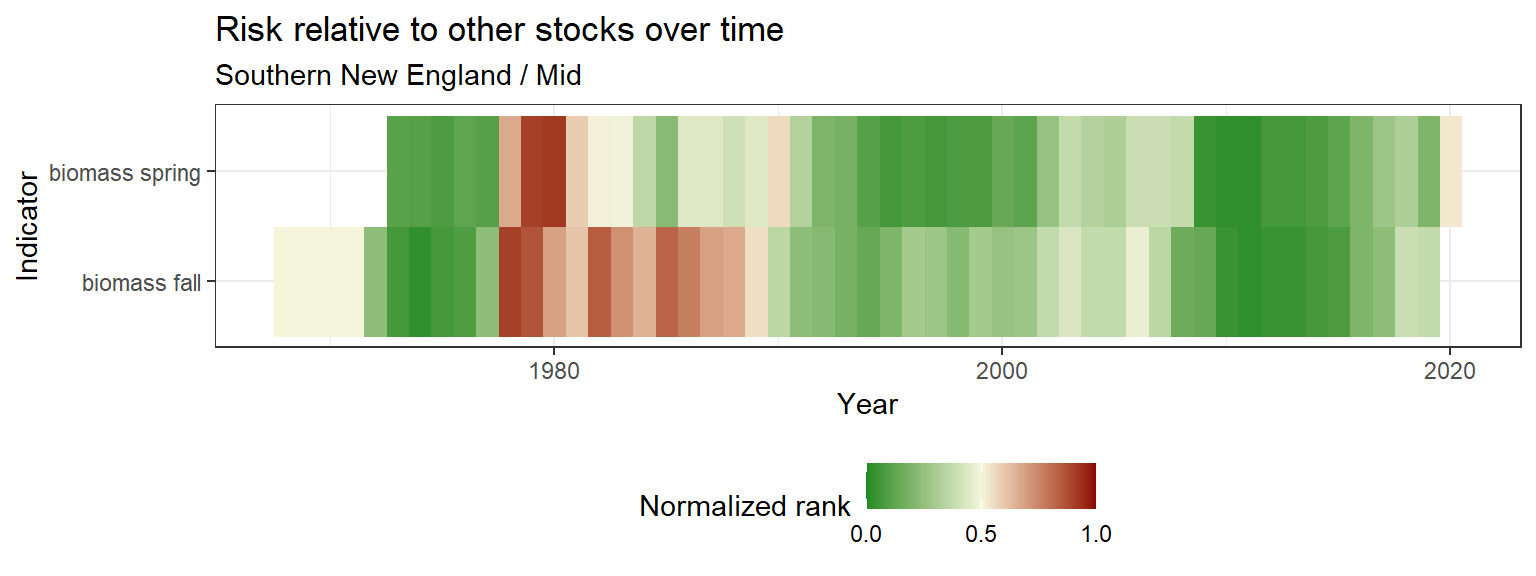 Risk relative to other stocks over time
Southern New England / Mid
Indicator
biomass spring
biomass fall
1980
2000
2020
Year
Normalized rank
0.0
0.5
1.0